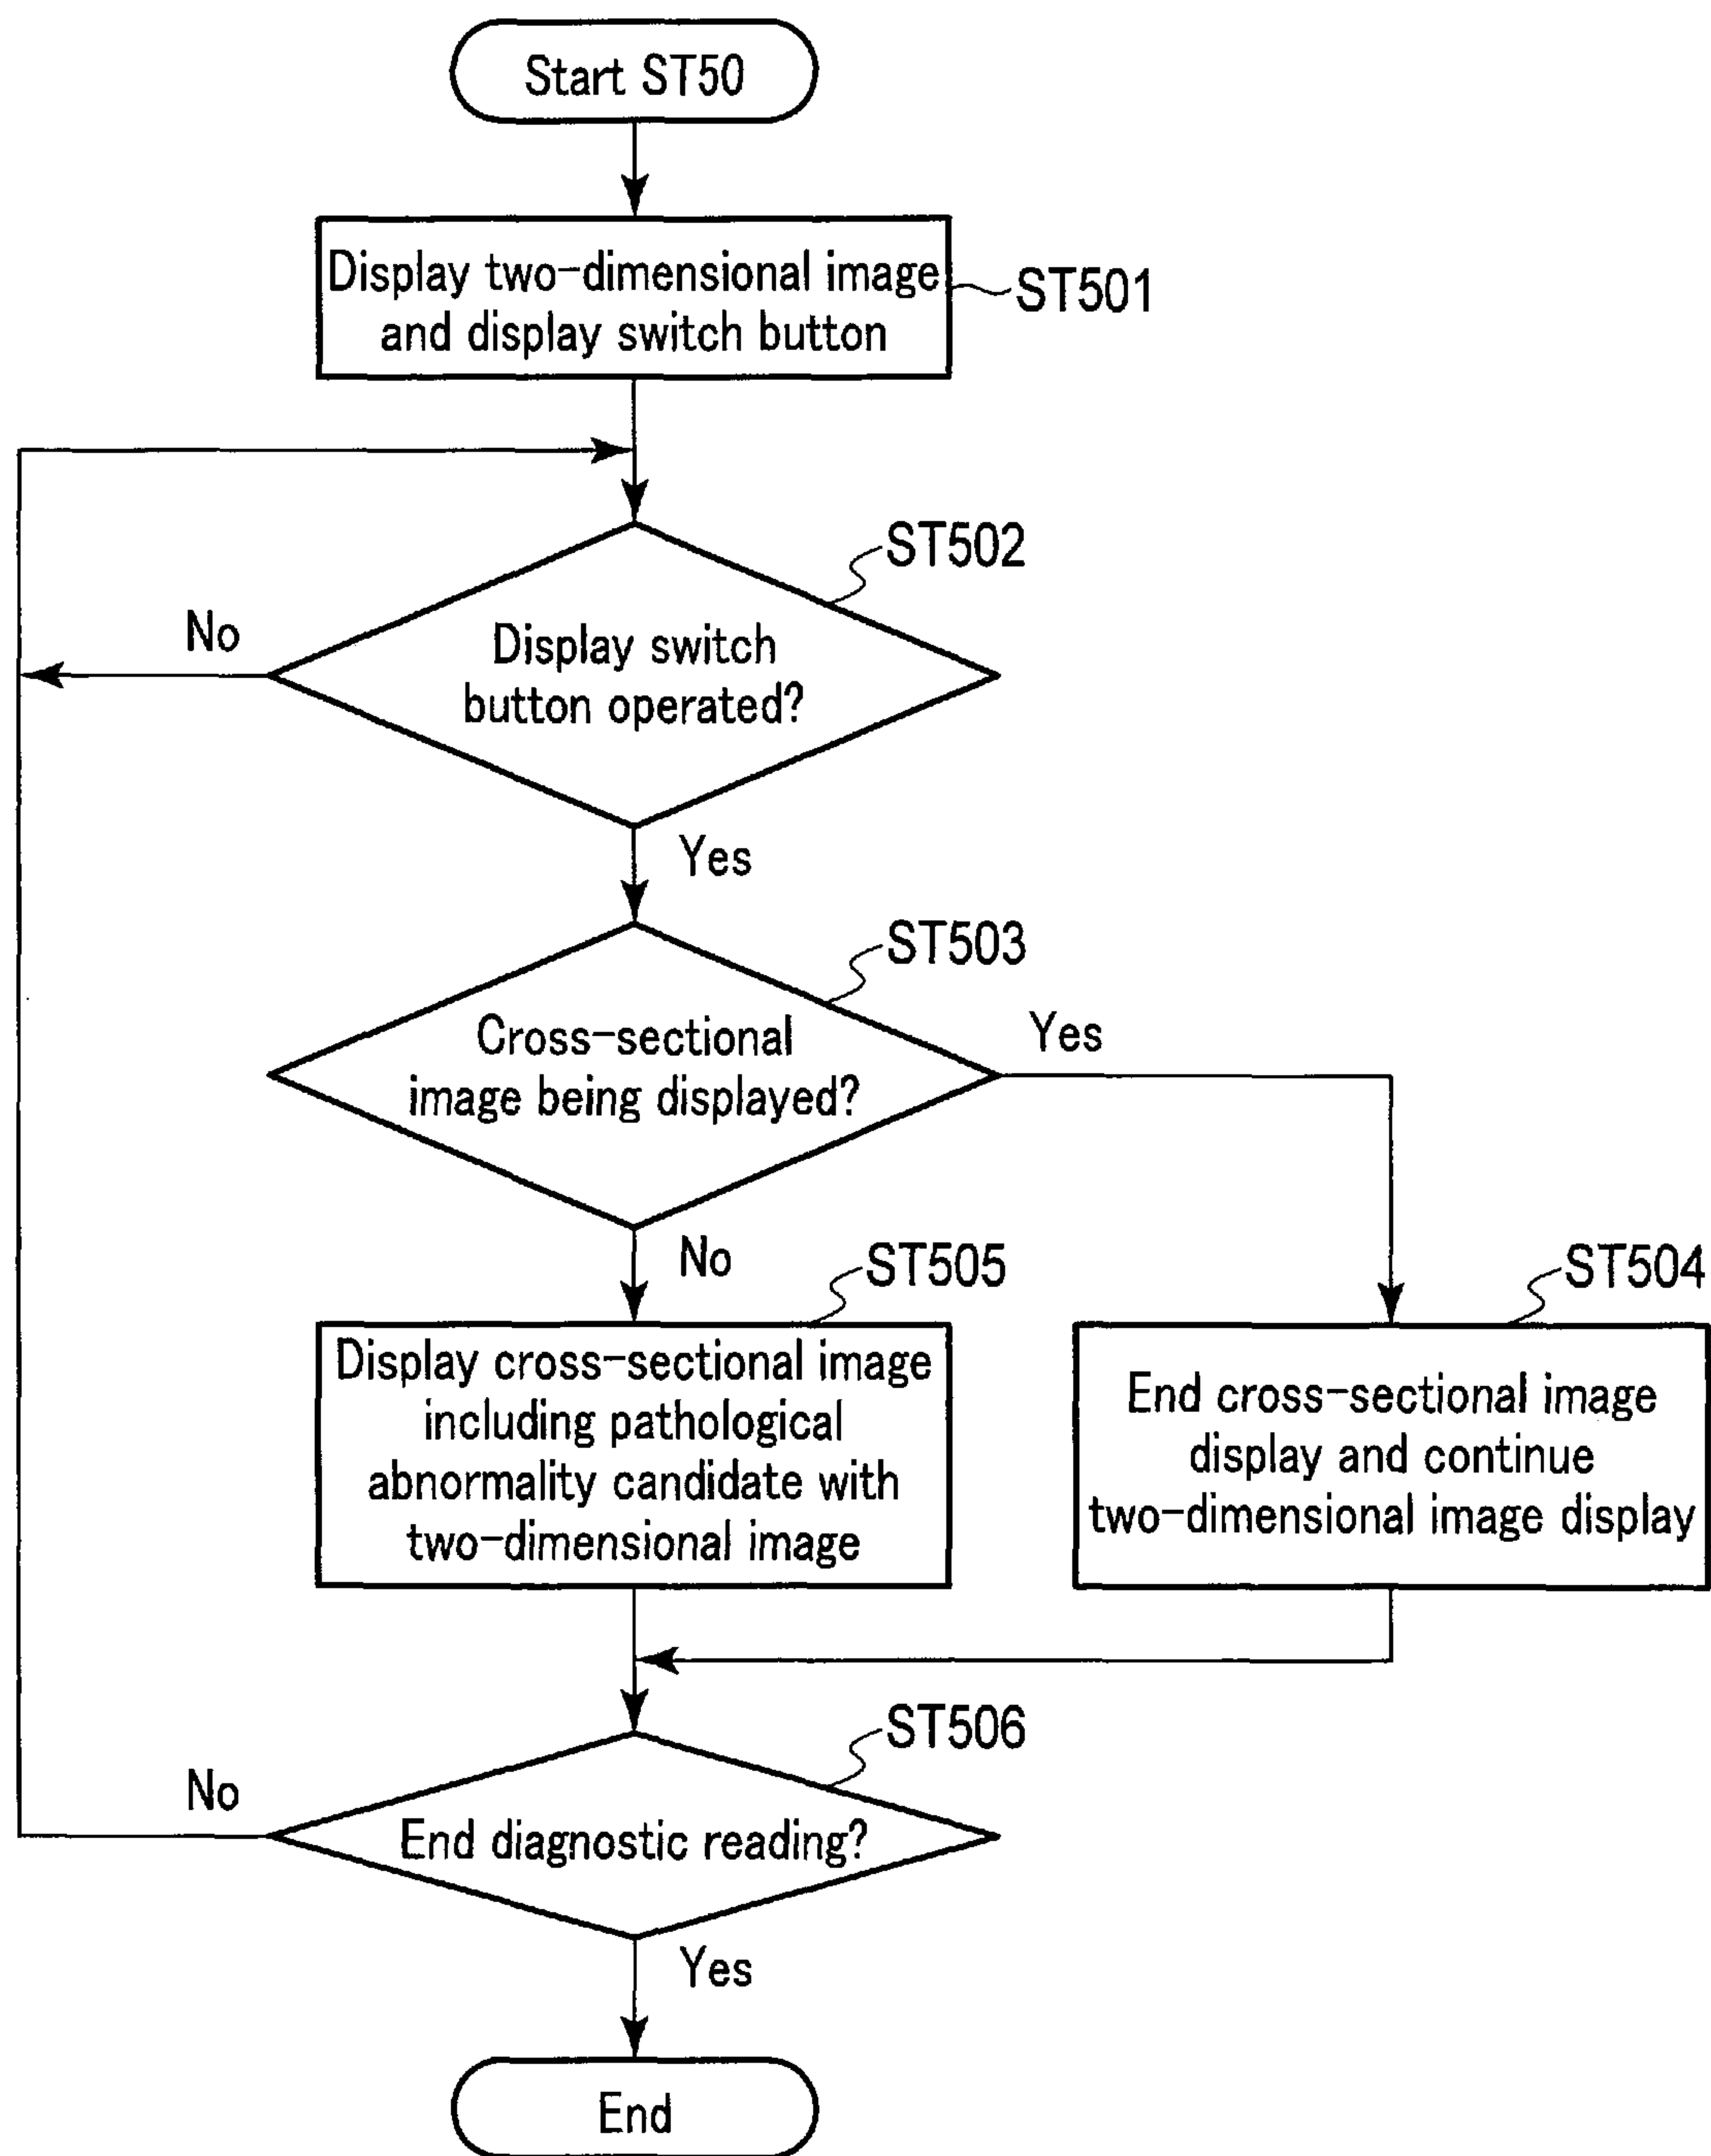 Start ST50
Display two-dimensional image
and display switch button
ST501
ST502
No
Display switch
button operated?
Yes
ST503
Cross-sectional
image being displayed?
Yes
No
ST505
ST504
Display cross-sectional image
including pathological
abnormality candidate with
two-dimensional image
End cross-sectional image
display and continue
two-dimensional image display
ST506
No
End diagnostic reading?
Yes
End